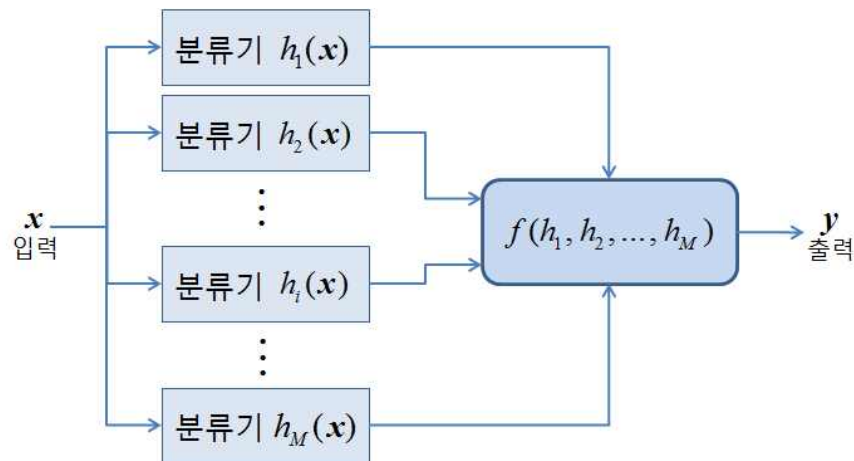 분류기 h₁(x)
분류기 h₂(x)
⋮
x
입력
분류기 hᵢ(x)
⋮
분류기 h_M(x)
f(h₁, h₂, ..., h_M)
y
출력